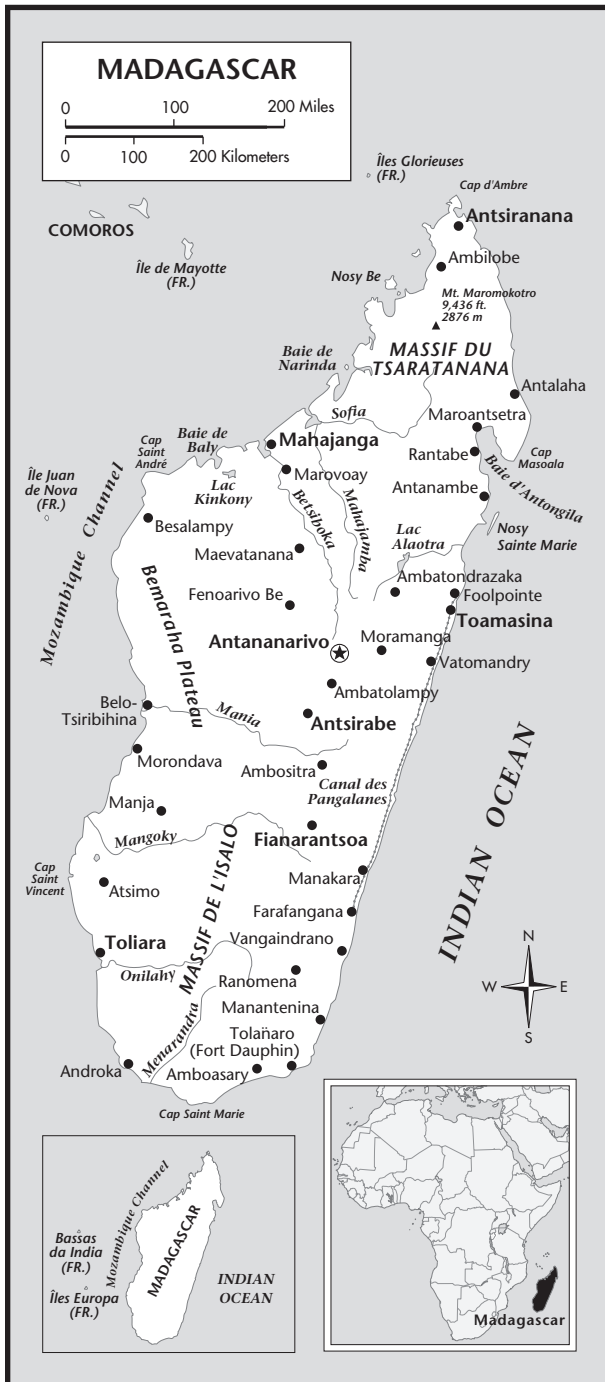 MADAGASCAR
0 100 200 Miles
0 100 200 Kilometers
Îles Glorieuses
(FR.)
Cap d'Ambre
COMOROS
Antsiranana
Île de Mayotte
(FR.)
Ambilobe
Nosy Be
Mt. Maromokotro
9,436 ft.
2876 m
MASSIF DU
TSARATANANA
Baie de
Narinda
Antalaha
Sofia
Maroantsetra
Baie de
Baly
Mahajanga
Cap
Saint
André
Rantabe
Cap
Masoala
Marovoay
Île Juan
de Nova
(FR.)
Lac
Kinkony
Baie d'Antongila
Antanambe
Mozambique Channel
Betsiboka
Mahajamba
Besalampy
Nosy
Sainte Marie
Lac
Alaotra
Maevatanana
Ambatondrazaka
Fenoarivo Be
Foolpointe
Bemaraha Plateau
Toamasina
Antananarivo
Moramanga
Vatomandry
Ambatolampy
Belo-
Tsiribihina
Mania
Antsirabe
Morondava
Ambositra
Canal des
Pangalanes
INDIAN OCEAN
Manja
Mangoky
Fianarantsoa
MASSIF DE L'ISALO
Cap
Saint
Vincent
Atsimo
Manakara
Farafangana
Toliara
Vangaindrano
Onilahy
Ranomena
N
W E
S
Manantenina
Menarandra
Tolañaro
(Fort Dauphin)
Androka
Amboasary
Cap Saint Marie
Mozambique Channel
MADAGASCAR
Bassas
da India
(FR.)
INDIAN
OCEAN
Îles Europa
(FR.)
Madagascar